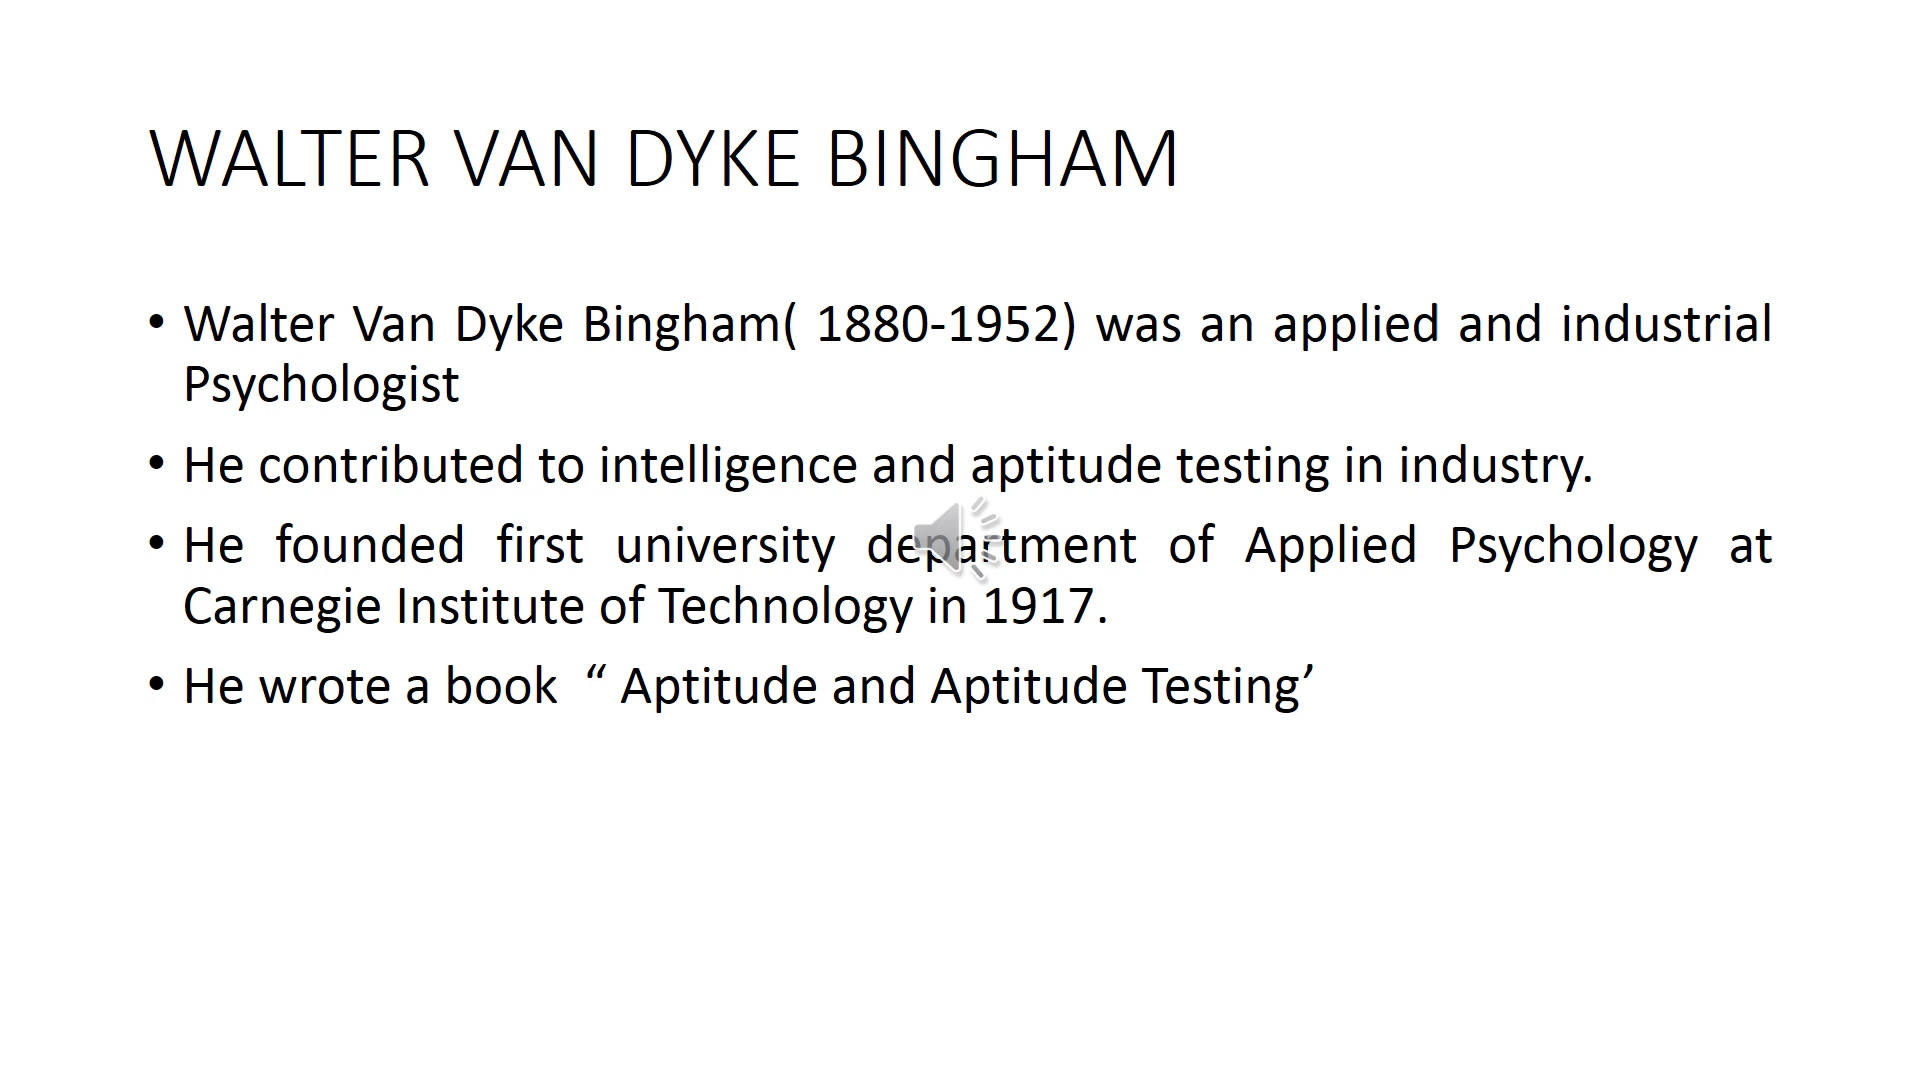 WALTER VAN DYKE BINGHAM
• Walter Van Dyke Bingham( 1880-1952) was an applied and industrial
Psychologist
• He contributed to intelligence and aptitude testing in industry.
• He founded first university department of Applied Psychology at
Carnegie Institute of Technology in 1917.
• He wrote a book  “ Aptitude and Aptitude Testing’